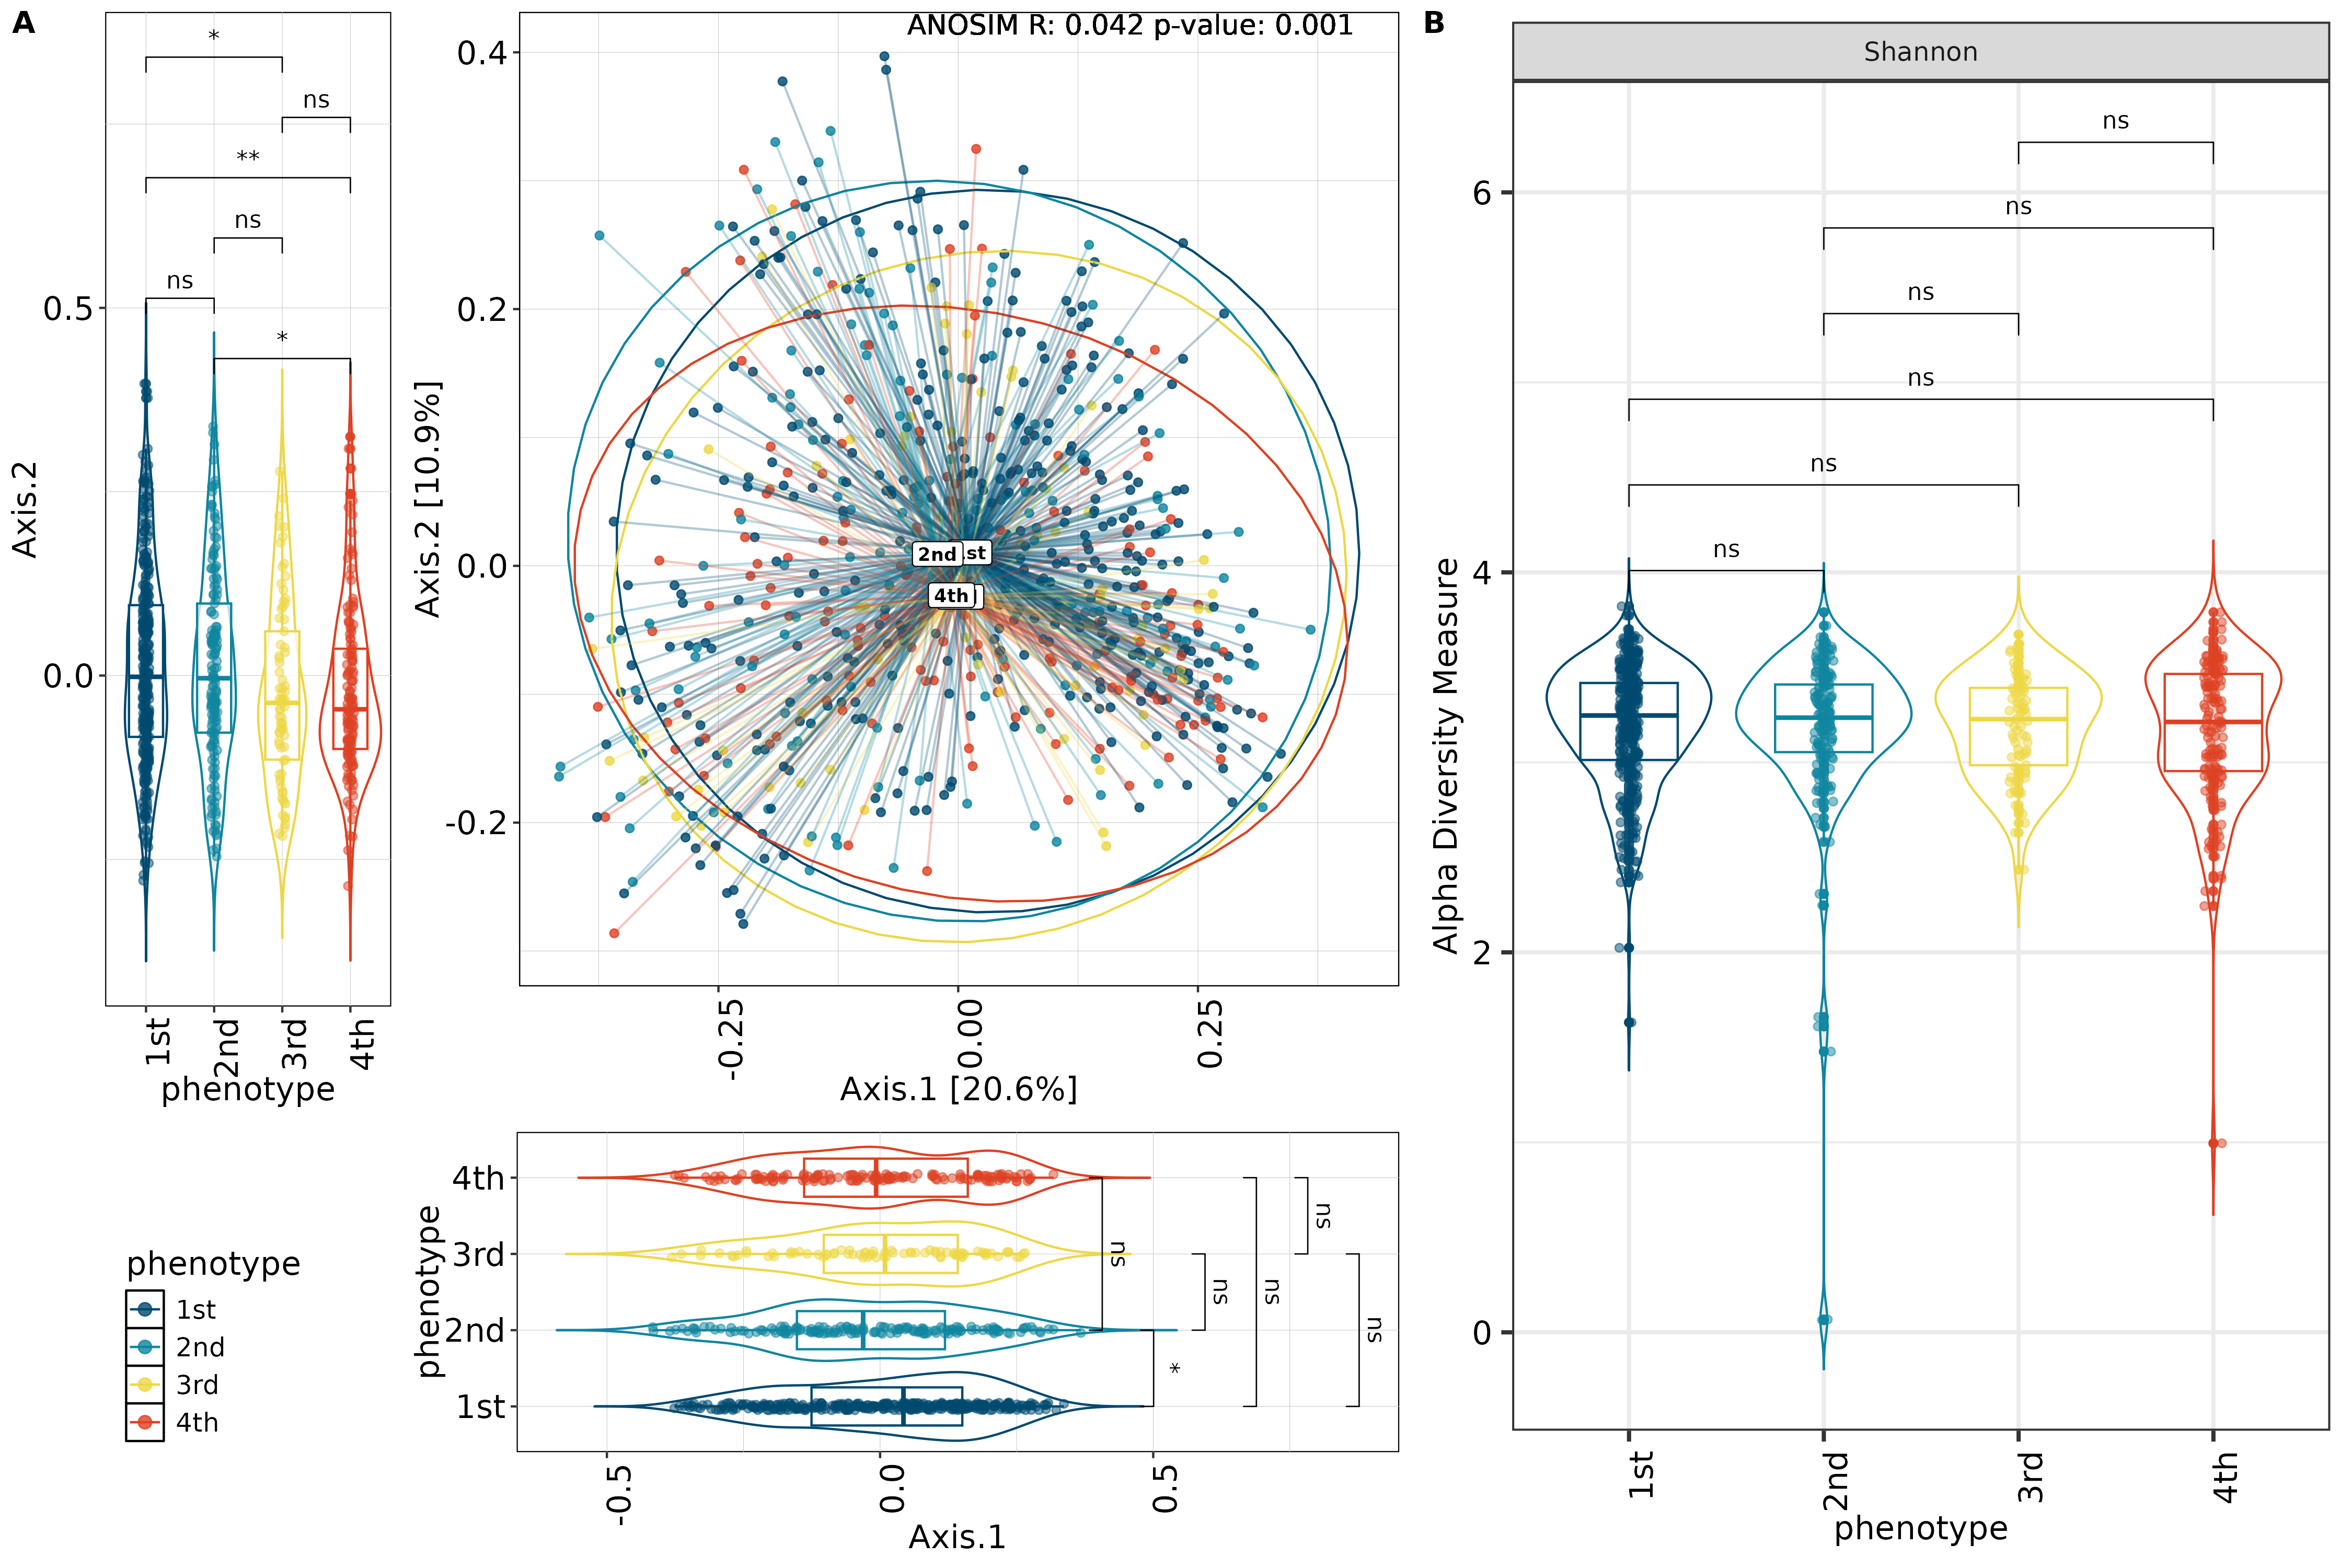 A
*
ns
**
ns
ns
*
0.5
0.0
Axis.2
1st
2nd
3rd
4th
phenotype
ANOSIM R: 0.042 p-value: 0.001
0.4
0.2
0.0
-0.2
Axis.2 [10.9%]
2nd
st
4th
-0.25
0.00
0.25
Axis.1 [20.6%]
phenotype
4th
3rd
2nd
1st
ns
*
ns
ns
ns
ns
-0.5
0.0
0.5
Axis.1
phenotype
1st
2nd
3rd
4th
B
Shannon
ns
ns
ns
ns
ns
ns
6
4
2
0
Alpha Diversity Measure
1st
2nd
3rd
4th
phenotype